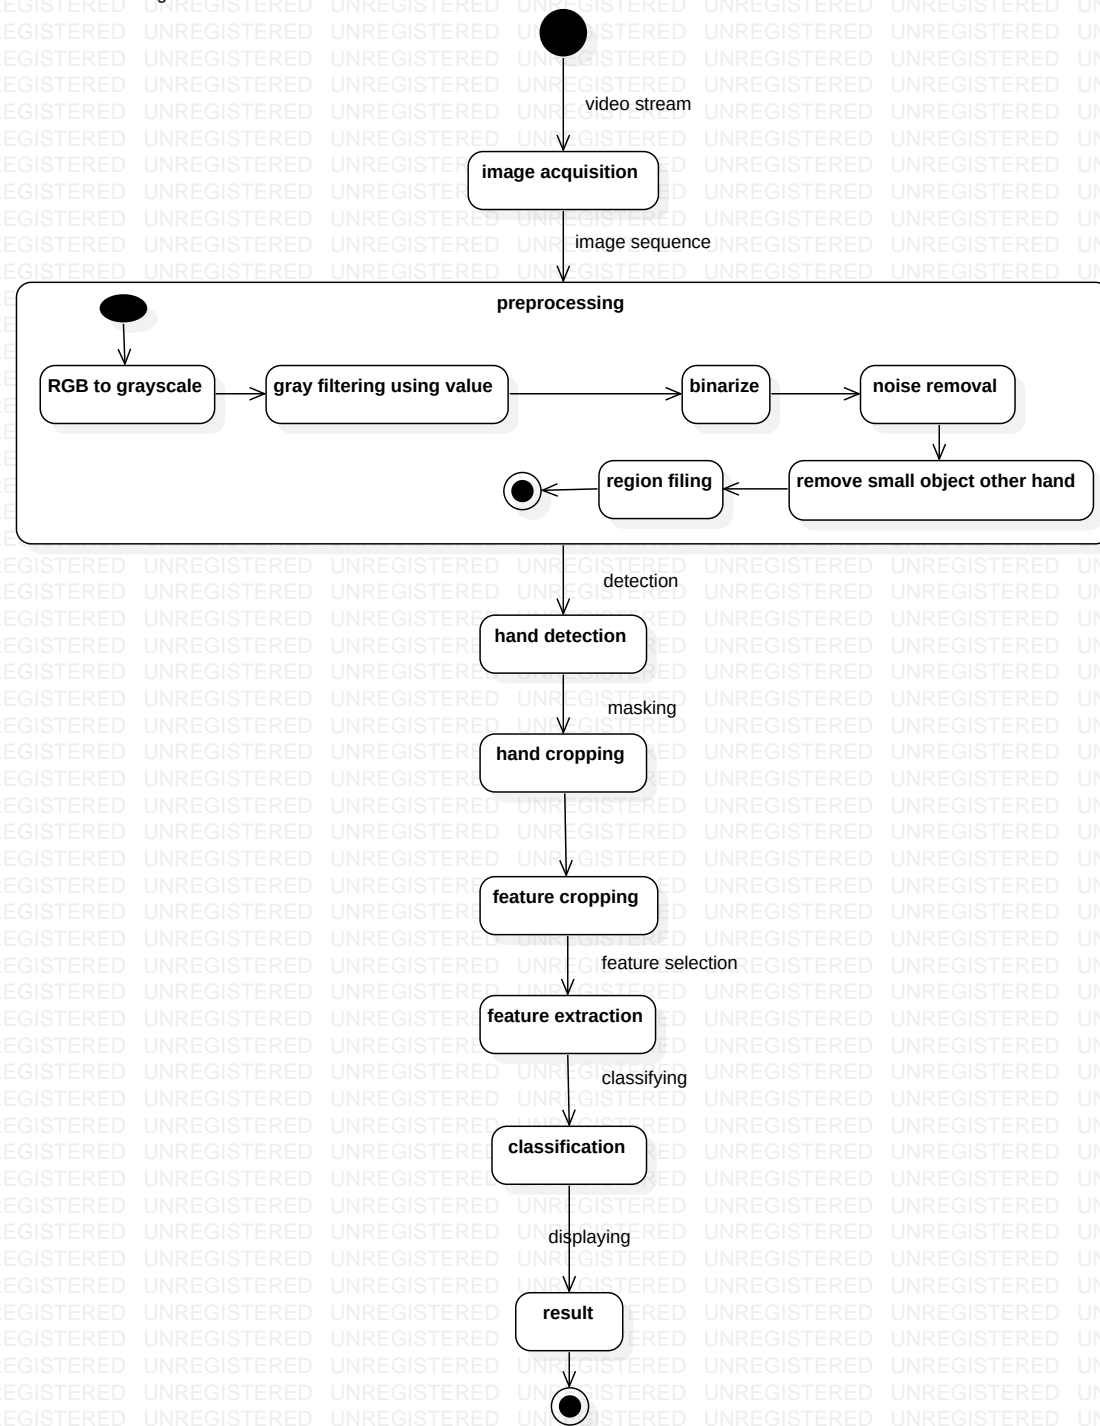 video stream
image acquisition
image sequence
preprocessing
RGB to grayscale
gray filtering using value
binarize
noise removal
remove small object other hand
region filing
detection
hand detection
masking
hand cropping
feature cropping
feature selection
feature extraction
classifying
classification
displaying
result
UNREGISTERED